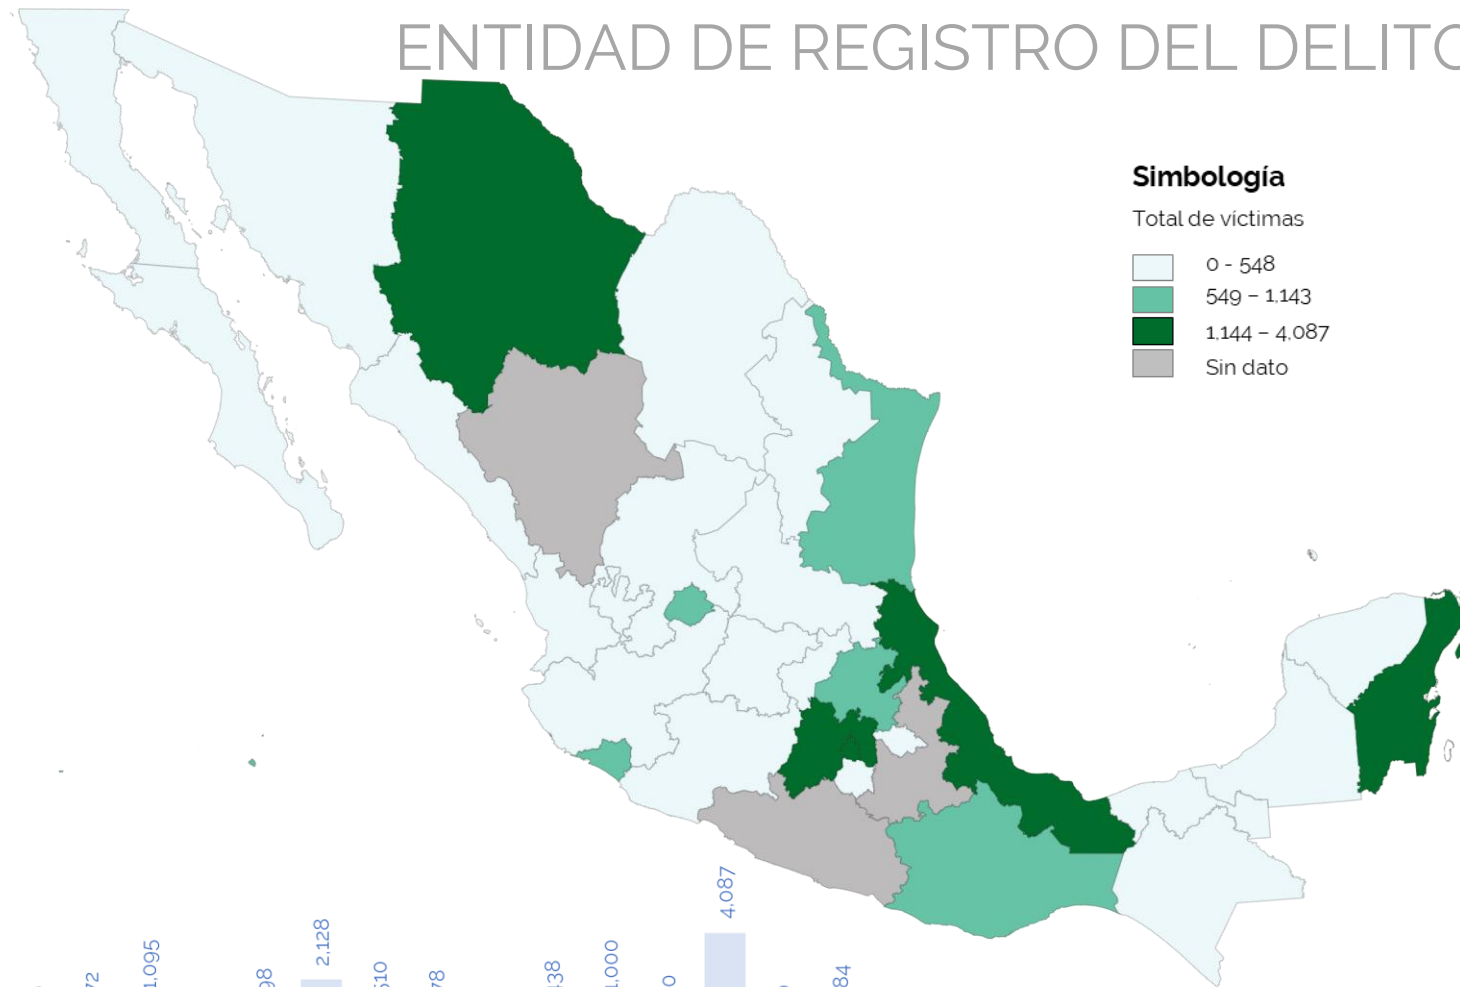 ENTIDAD DE REGISTRO DEL DELITO
Simbología
Total de víctimas
0 - 548
549 – 1,143
1,144 – 4,087
Sin dato
4,087
2,128
1,095
1,000